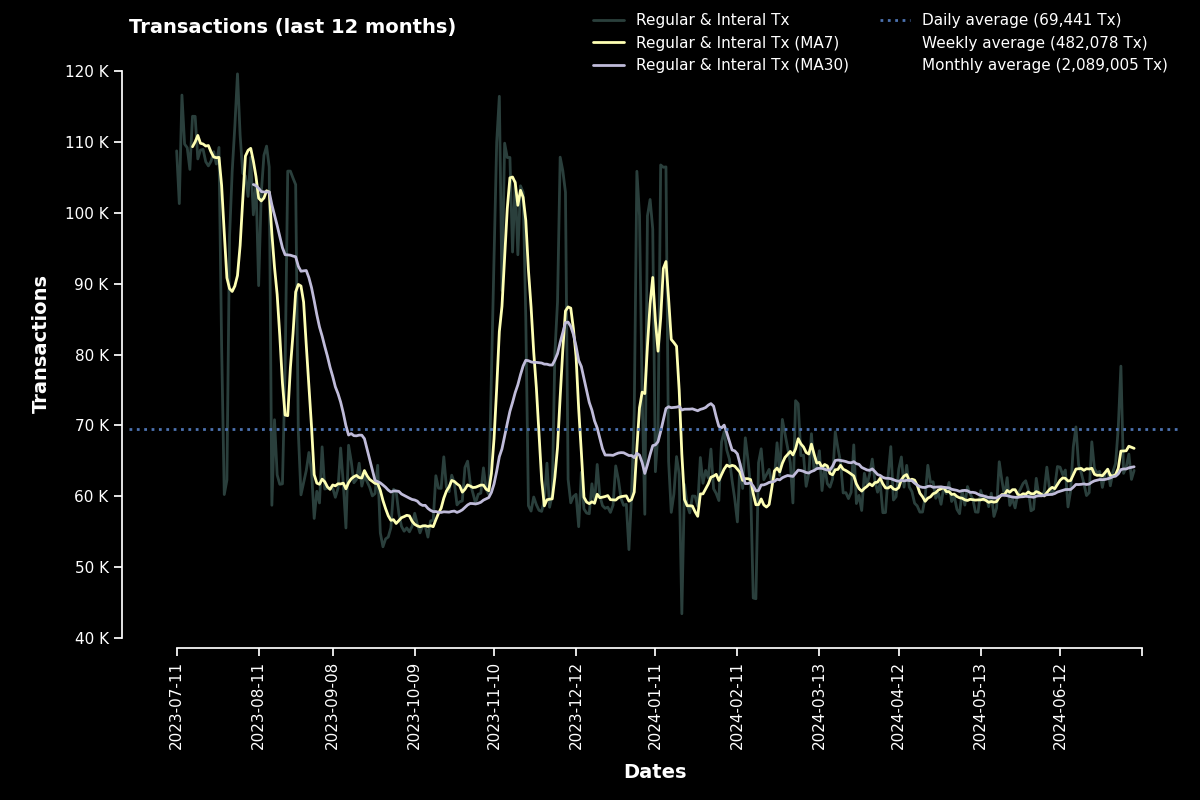 Transactions (last 12 months)
Regular & Interal Tx
Regular & Interal Tx (MA7)
Regular & Interal Tx (MA30)
Daily average (69,441 Tx)
Weekly average (482,078 Tx)
Monthly average (2,089,005 Tx)
120 K
110 K
100 K
90 K
80 K
70 K
60 K
50 K
40 K
Transactions
2023-07-11
2023-08-11
2023-09-08
2023-10-09
2023-11-10
2023-12-12
2024-01-11
2024-02-11
2024-03-13
2024-04-12
2024-05-13
2024-06-12
Dates